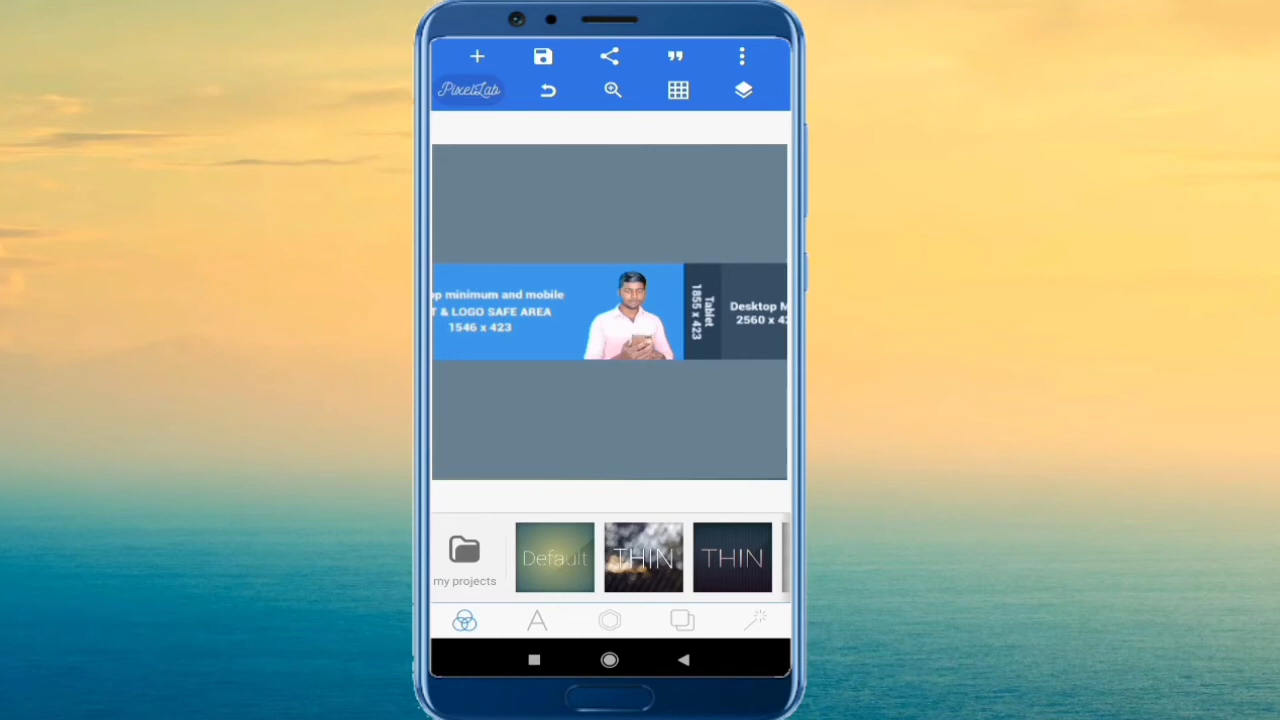 PixelLab
p minimum and mobile
T & LOGO SAFE AREA
1546 x 423
Tablet
1855 x 423
Desktop M
2560 x 42
my projects
Default
THIN
THIN